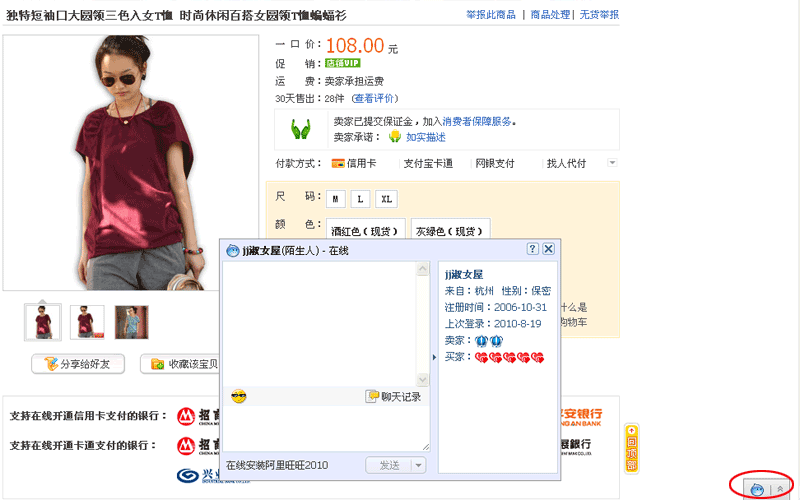 独特短袖口大圆领三色入女T恤 时尚休闲百搭女圆领T恤蝙蝠衫
举报此商品 | 商品处理 | 无货举报
一 口 价：108.00 元
促 销：店铺VIP
运 费：卖家承担运费
30天售出：28件 (查看评价)
卖家已提交保证金，加入消费者保障服务。
卖家承诺： 如实描述
付款方式： 信用卡 支付宝卡通 网银支付 找人代付
尺 码： M L XL
颜 色： 酒红色(现货) 灰绿色(现货)
jj淑女屋(陌生人) - 在线
jj淑女屋
来自：杭州 性别：保密
注册时间：2006-10-31
上次登录：2010-8-19
卖家：
买家：
什么是
购物车
聊天记录
在线安装阿里旺旺2010
发送
分享给好友
收藏该宝贝
支持在线开通信用卡支付的银行： 招
安银行
支持在线开通卡通支付的银行： 招
展銀行
兴业
回顶部